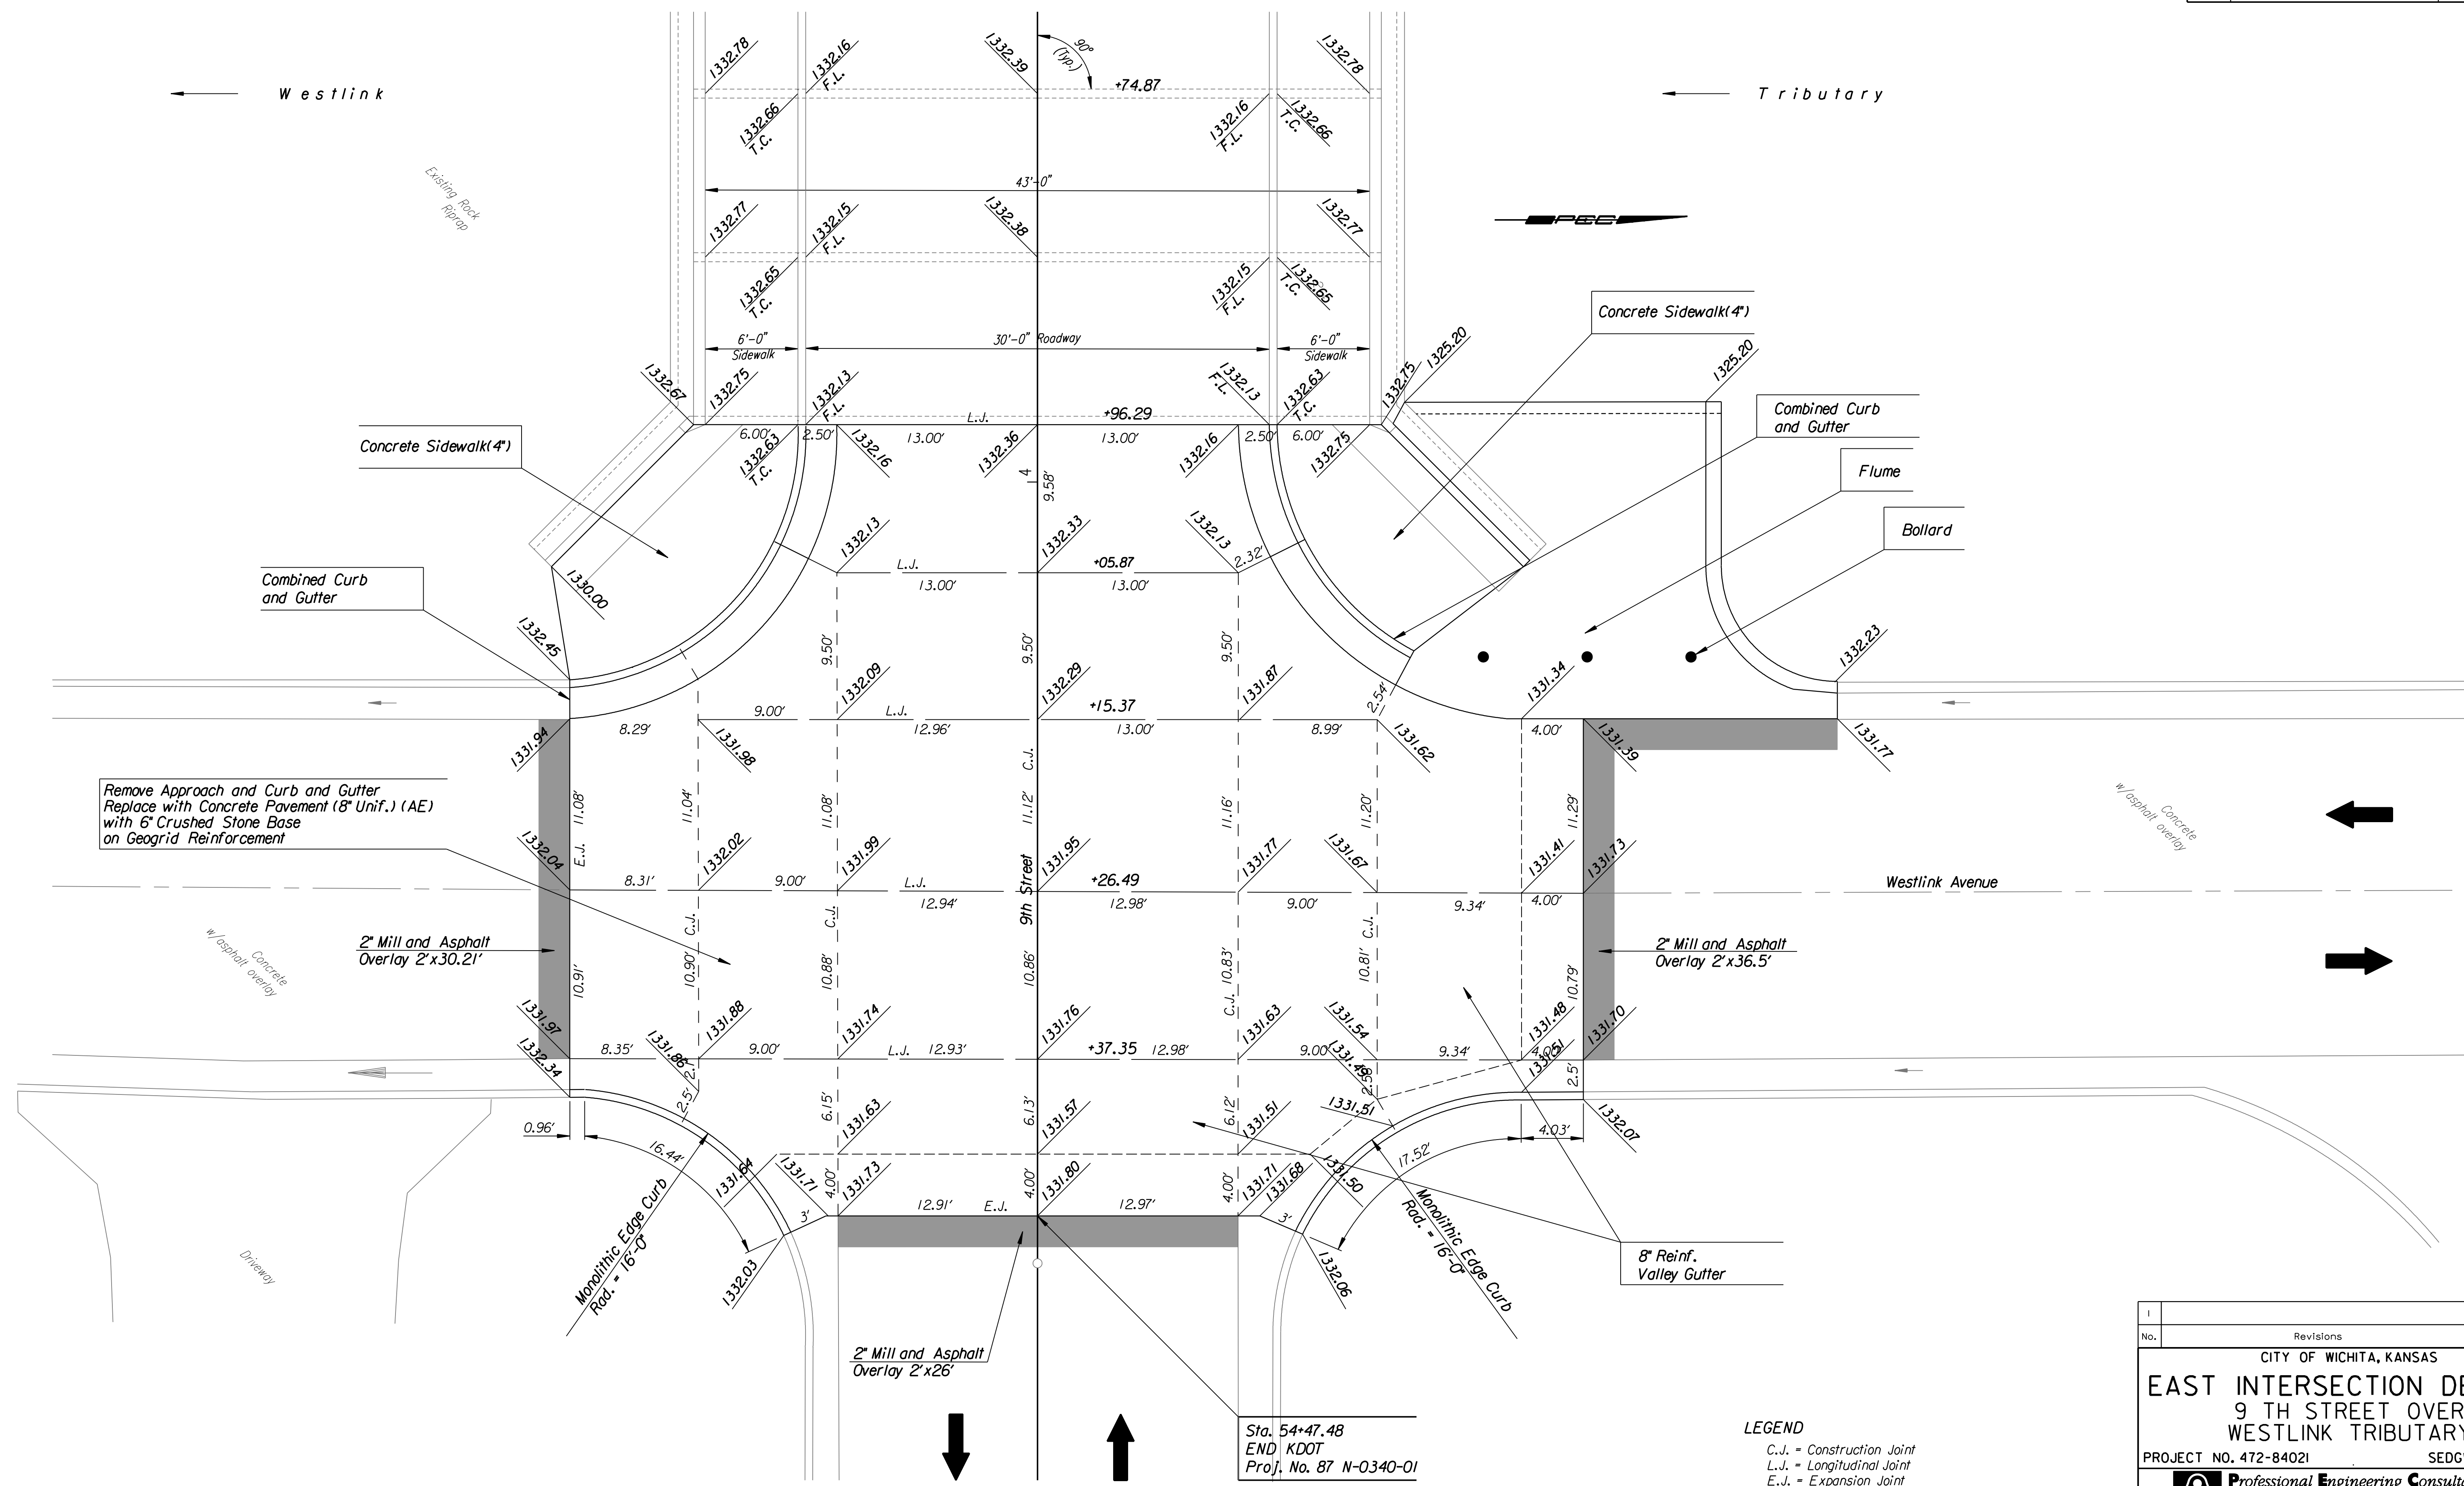 1332.78
1332.16
F.L.
1332.39
90°
(Typ.)
1332.78
+74.87
Westlink
Tributary
1332.66
T.C.
1332.16
F.L.
1332.66
T.C.
Existing Rock
Riprap
43'-0"
1332.77
1332.15
F.L.
1332.38
1332.77
PEC
1332.65
T.C.
1332.15
F.L.
1332.65
T.C.
Concrete Sidewalk(4")
6'-0"
Sidewalk
30'-0" Roadway
6'-0"
Sidewalk
1325.20
1325.20
1332.67
1332.75
1332.13
F.L.
1332.13
F.L.
1332.63
T.C.
1332.75
L.J.
+96.29
Combined Curb
and Gutter
Concrete Sidewalk(4")
6.00'
2.50'
13.00'
13.00'
2.50'
6.00'
1332.63
T.C.
1332.16
1332.36
1332.16
1332.75
4
9.58'
Flume
Bollard
1332.13
1332.33
1332.13
2.32'
L.J.
+05.87
13.00'
13.00'
Combined Curb
and Gutter
1330.00
1332.45
9.50'
9.50'
9.50'
1332.23
1332.09
1332.29
1331.87
2.54'
1331.34
9.00'
L.J.
+15.37
8.29'
12.96'
13.00'
8.99'
4.00'
1331.94
1331.98
1331.62
1331.39
1331.77
C.J.
Remove Approach and Curb and Gutter
Replace with Concrete Pavement (8" Unif.) (AE)
with 6" Crushed Stone Base
on Geogrid Reinforcement
11.08'
11.04'
11.08'
11.12'
11.16'
11.20'
11.29'
Concrete
w/asphalt overlay
E.J.
1332.04
1332.02
1331.99
1331.95
1331.77
1331.67
1331.41
1331.73
8.31'
9.00'
L.J.
+26.49
Westlink Avenue
12.94'
12.98'
9.00'
9.34'
4.00'
9th Street
C.J.
C.J.
C.J.
Concrete
w/asphalt overlay
2" Mill and Asphalt
Overlay 2'x30.21'
2" Mill and Asphalt
Overlay 2'x36.5'
10.91'
10.90'
10.88'
10.86'
10.83'
10.81'
10.79'
C.J.
1331.97
1331.88
1331.74
1331.76
1331.63
1331.54
1331.48
1331.70
8.35'
9.00'
L.J.
12.93'
+37.35
12.98'
9.00'
9.34'
4.00'
1332.34
1331.86
2.17'
2.5'
1331.49
2.58'
1331.51
2.5'
6.15'
6.13'
6.12'
1331.63
1331.57
1331.51
1331.51
1332.07
0.96'
16.44'
4.03'
17.52'
1331.64
1331.71
4.00'
1331.73
4.00'
1331.80
4.00'
1331.71
1331.68
1331.50
12.91'
E.J.
12.97'
3'
3'
Monolithic Edge Curb
Rad. = 16'-0"
Monolithic Edge Curb
Rad. = 16'-0"
1332.03
1332.06
Driveway
8" Reinf.
Valley Gutter
2" Mill and Asphalt
Overlay 2'x26'
Sta. 54+47.48
END KDOT
Proj. No. 87 N-0340-01
LEGEND
C.J. = Construction Joint
L.J. = Longitudinal Joint
E.J. = Expansion Joint
1
No.
Revisions
CITY OF WICHITA, KANSAS
EAST INTERSECTION DE
9 TH STREET OVER
WESTLINK TRIBUTARY
PROJECT NO. 472-84021
SEDG
Professional Engineering Consulta